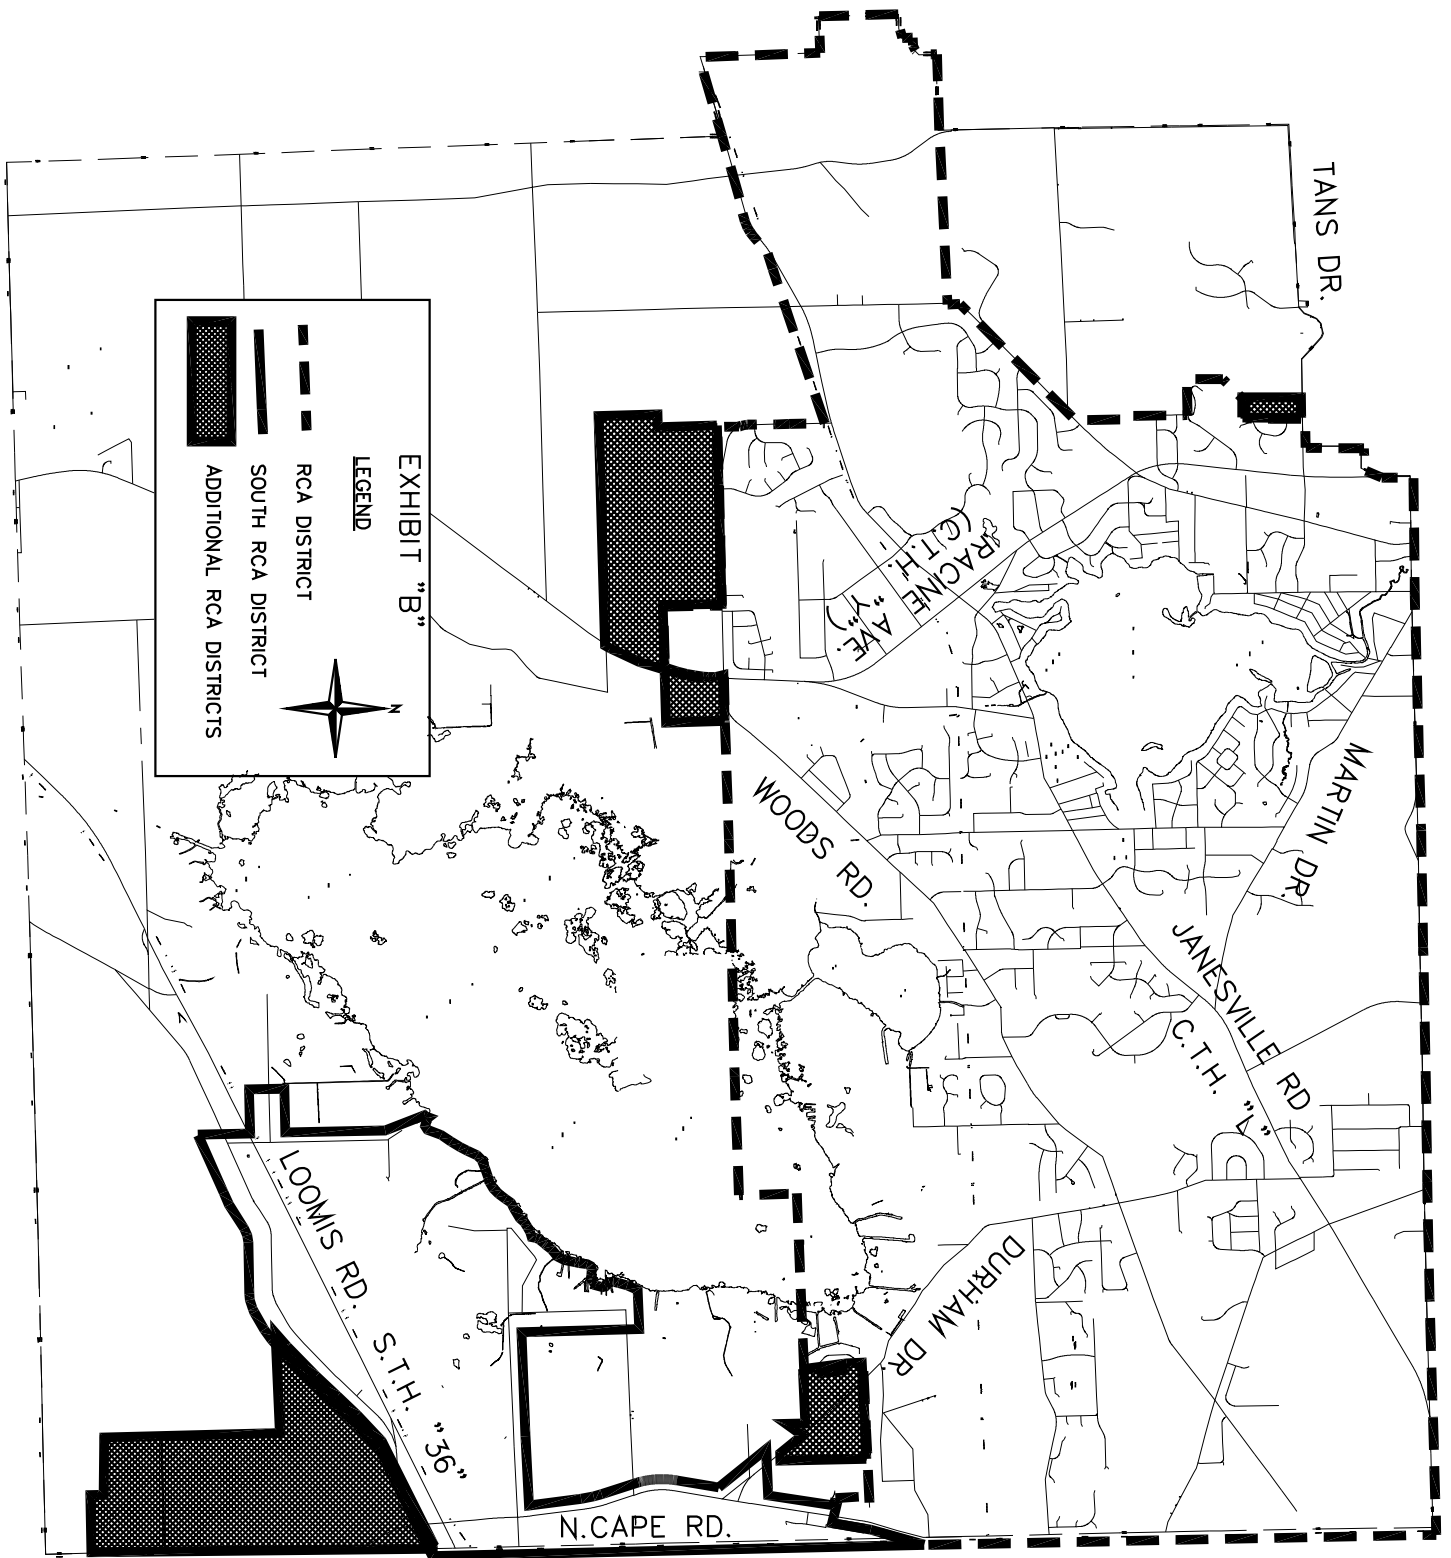 TANS DR.
RACINE AVE.
(C.T.H. "Y")
MARTIN DR.
WOODS RD.
JANESVILLE RD
C.T.H. "L"
DURHAM DR.
LOOMIS RD. S.T.H. "36"
N.CAPE RD.
EXHIBIT "B"
LEGEND
RCA DISTRICT
SOUTH RCA DISTRICT
ADDITIONAL RCA DISTRICTS
N